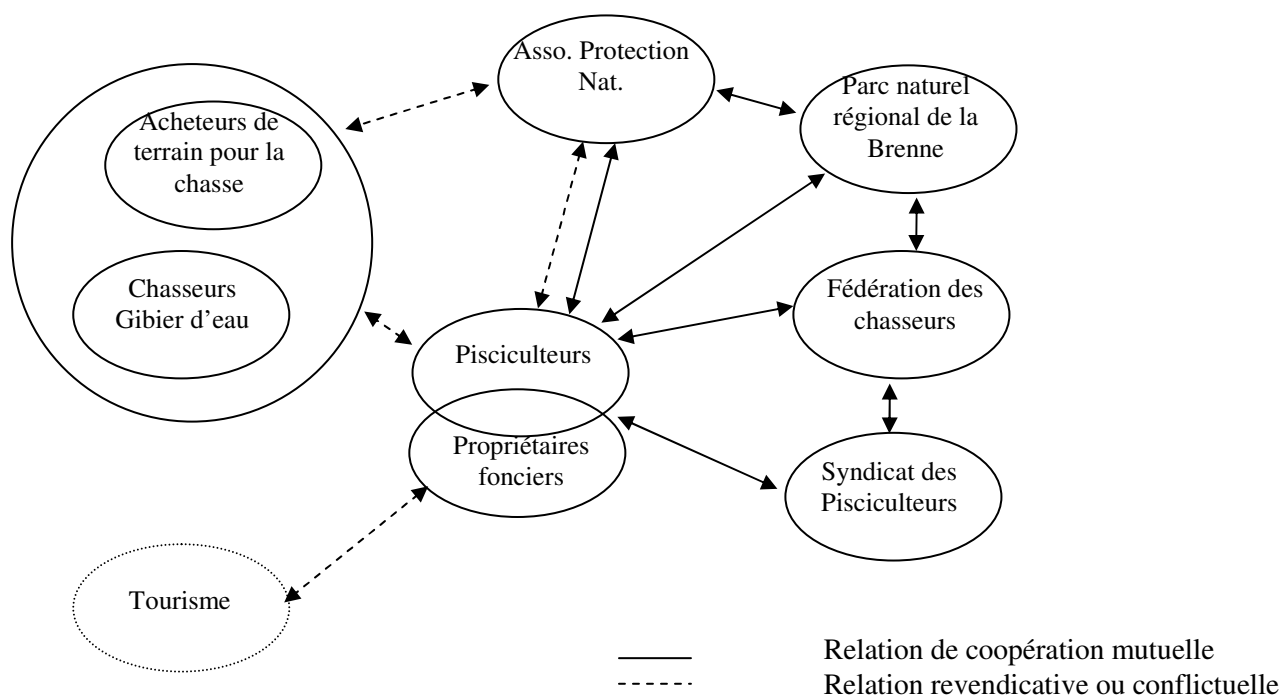 Asso. Protection
Nat.
Parc naturel
régional de la
Brenne
Acheteurs de
terrain pour la
chasse
Chasseurs
Gibier d’eau
Fédération des
chasseurs
Pisciculteurs
Propriétaires
fonciers
Syndicat des
Pisciculteurs
Tourisme
Relation de coopération mutuelle
Relation revendicative ou conflictuelle